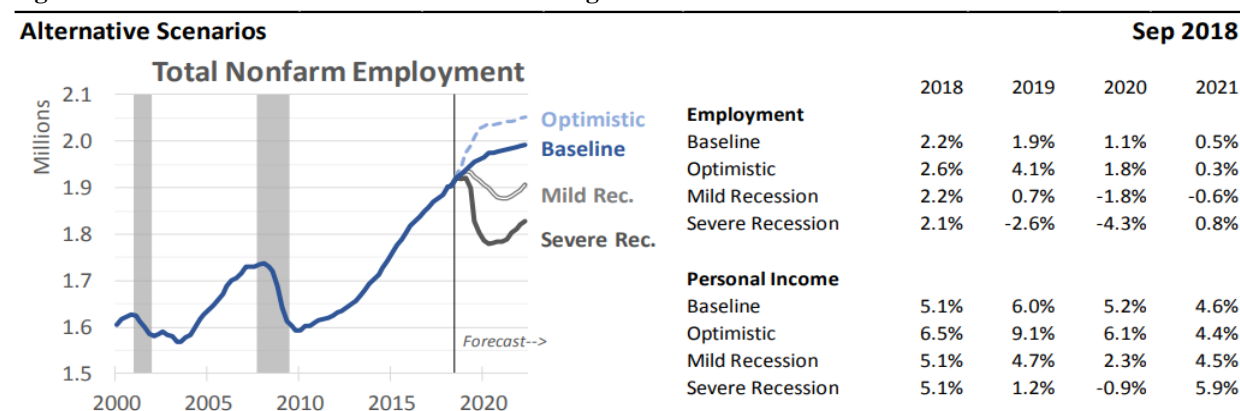 Alternative Scenarios Sep 2018
Total Nonfarm Employment
Millions
2.1
2.0
1.9
1.8
1.7
1.6
1.5
2000 2005 2010 2015 2020
Optimistic
Baseline
Mild Rec.
Severe Rec.
Forecast-->
2018 2019 2020 2021
Employment
Baseline 2.2% 1.9% 1.1% 0.5%
Optimistic 2.6% 4.1% 1.8% 0.3%
Mild Recession 2.2% 0.7% -1.8% -0.6%
Severe Recession 2.1% -2.6% -4.3% 0.8%
Personal Income
Baseline 5.1% 6.0% 5.2% 4.6%
Optimistic 6.5% 9.1% 6.1% 4.4%
Mild Recession 5.1% 4.7% 2.3% 4.5%
Severe Recession 5.1% 1.2% -0.9% 5.9%